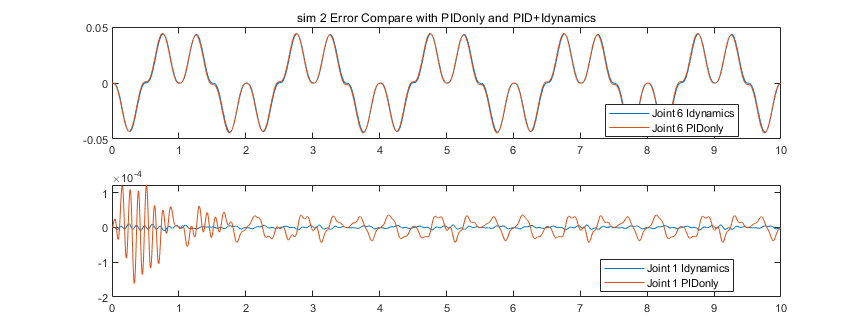 sim 2 Error Compare with PIDonly and PID+Idynamics
0.05
0
-0.05
Joint 6 Idynamics
Joint 6 PIDonly
0 1 2 3 4 5 6 7 8 9 10
×10-4
1
0
-1
-2
Joint 1 Idynamics
Joint 1 PIDonly
0 1 2 3 4 5 6 7 8 9 10